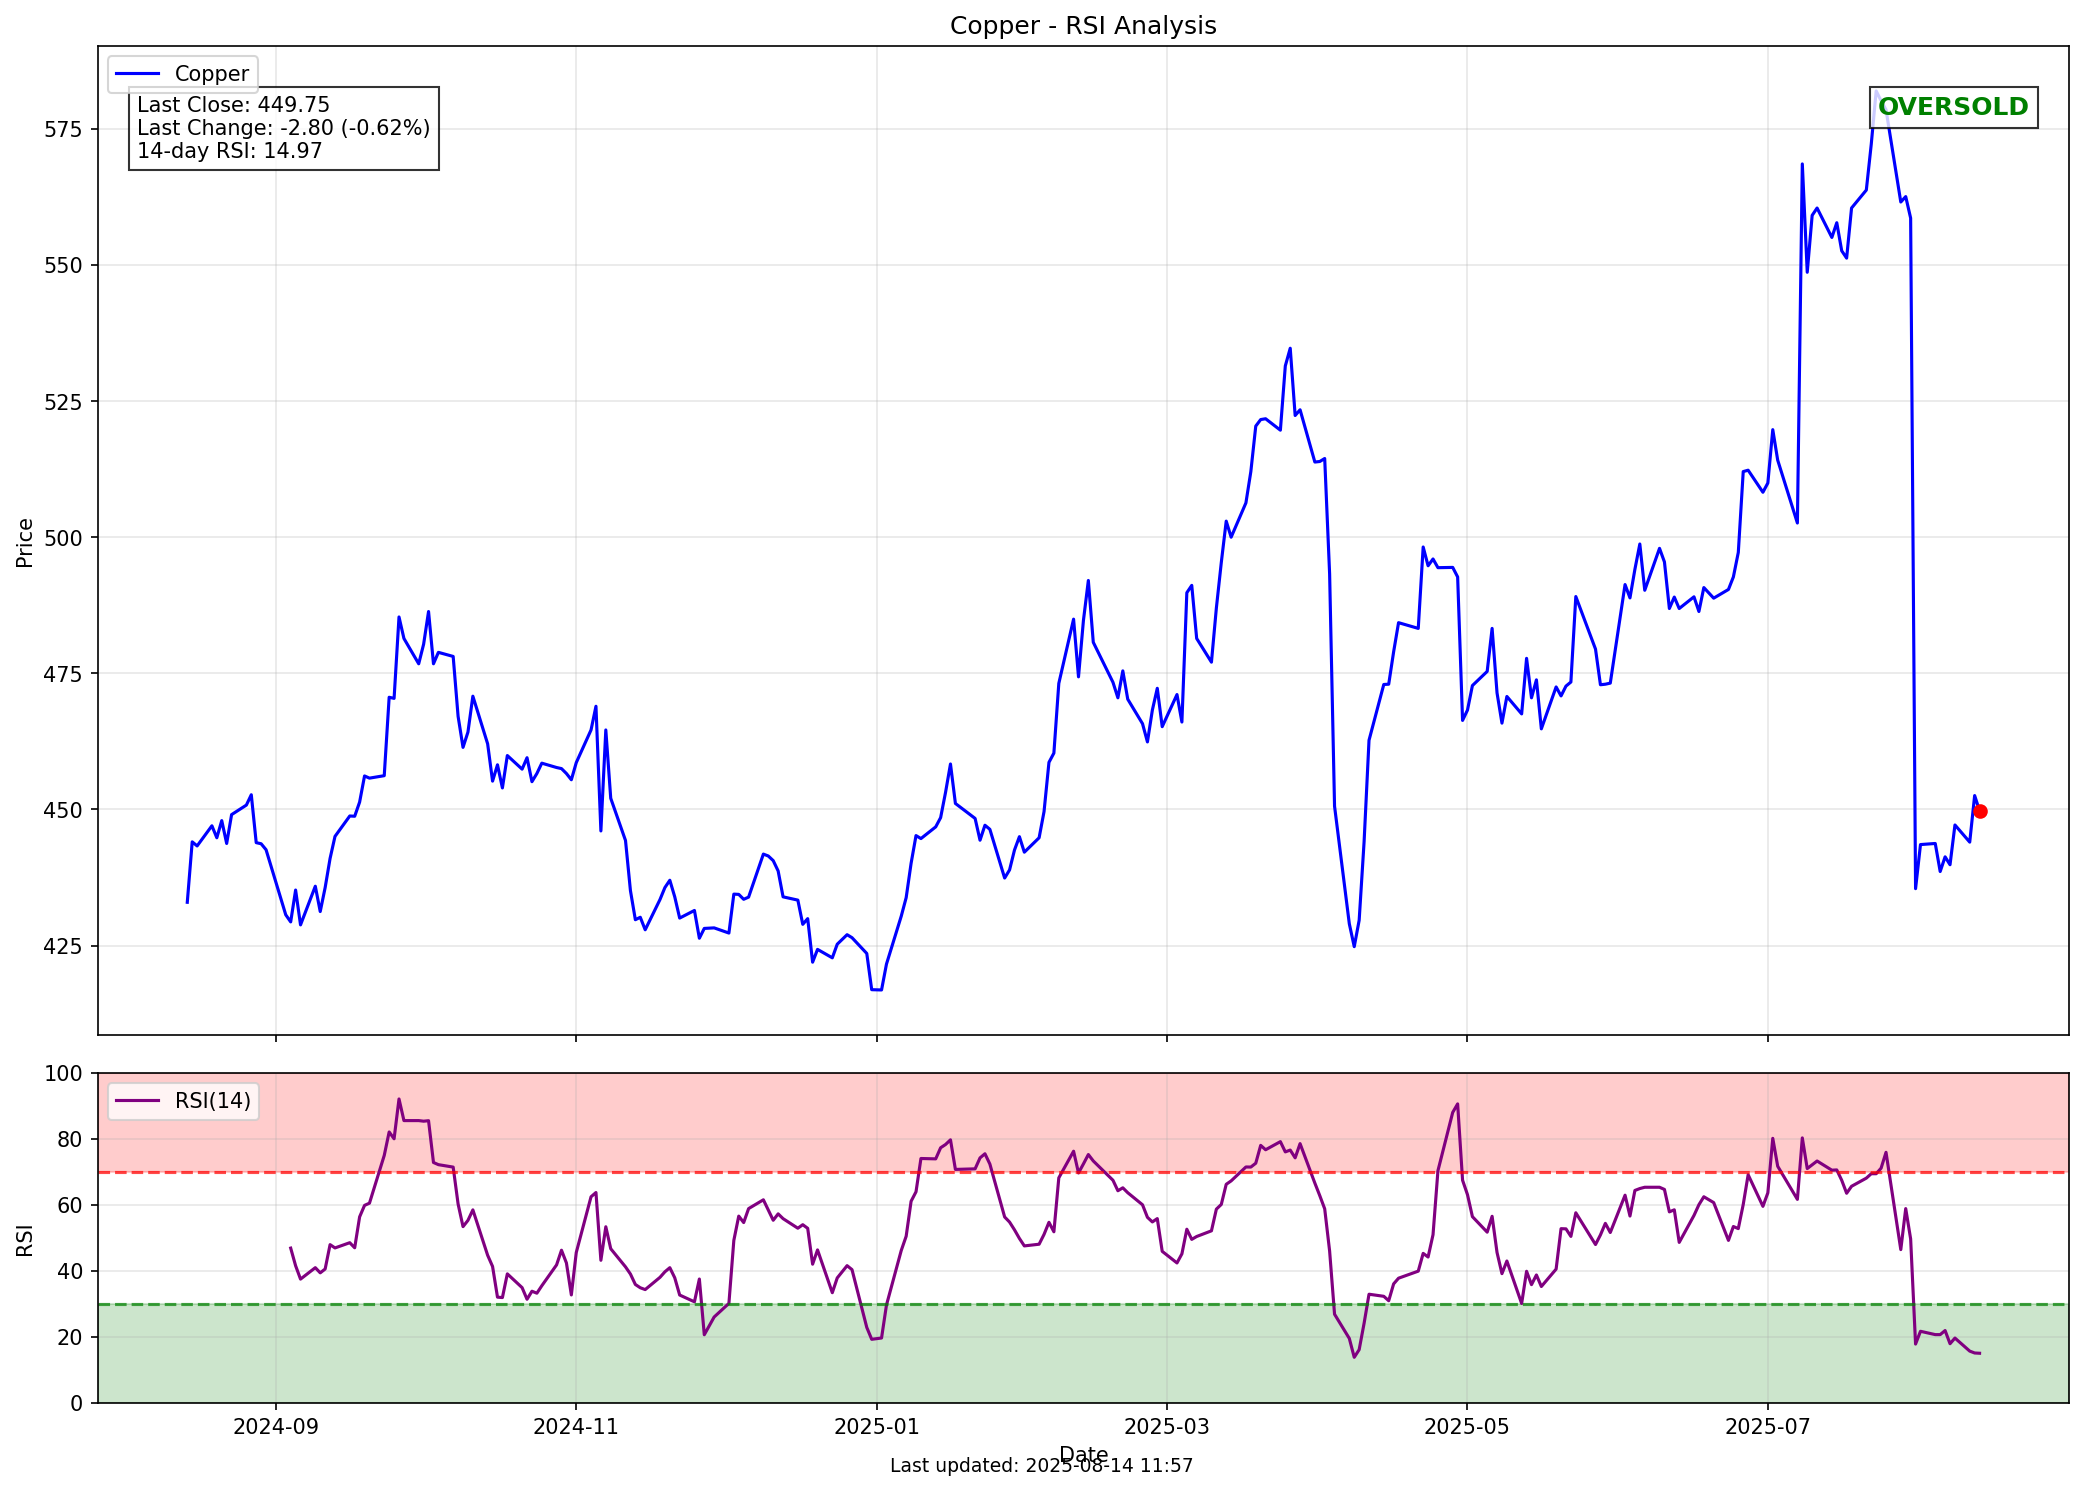 Copper - RSI Analysis
Copper
Last Close: 449.75
Last Change: -2.80 (-0.62%)
14-day RSI: 14.97
OVERSOLD
575
550
525
500
475
450
425
Price
100
80
60
40
20
0
RSI
RSI(14)
2024-09
2024-11
2025-01
2025-03
2025-05
2025-07
Date
Last updated: 2025-08-14 11:57